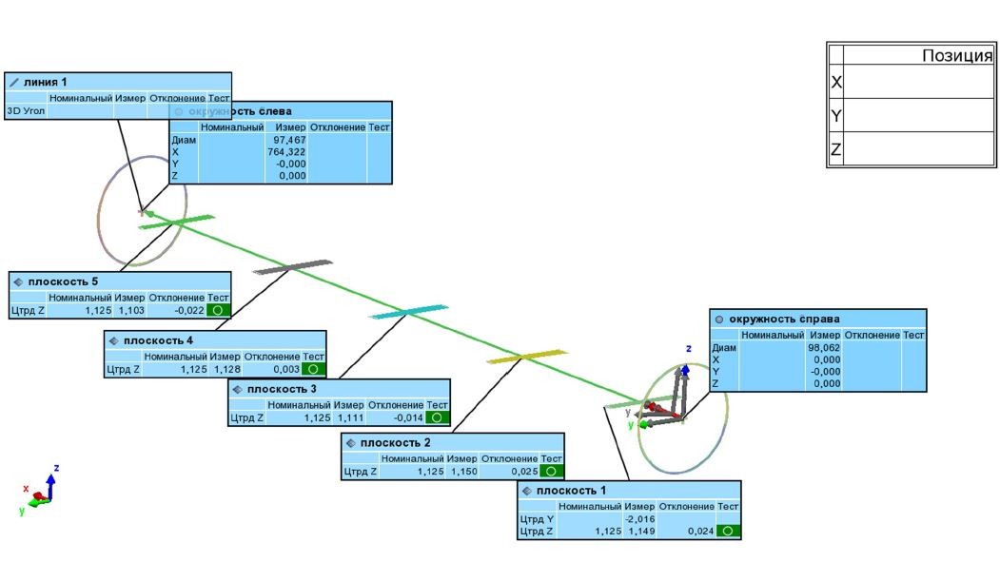 Позиция
X
Y
Z
линия 1
Номинальный Измер Отклонение Тест
3D Угол
окружность слева
Номинальный Измер Отклонение Тест
Диам 97,467
X 764,322
Y -0,000
Z 0,000
плоскость 5
Номинальный Измер Отклонение Тест
Цтрд Z 1,125 1,103 -0,022
плоскость 4
Номинальный Измер Отклонение Тест
Цтрд Z 1,125 1,128 0,003
плоскость 3
Номинальный Измер Отклонение Тест
Цтрд Z 1,125 1,111 -0,014
плоскость 2
Номинальный Измер Отклонение Тест
Цтрд Z 1,125 1,150 0,025
плоскость 1
Номинальный Измер Отклонение Тест
Цтрд Y -2,016
Цтрд Z 1,125 1,149 0,024
окружность справа
Номинальный Измер Отклонение Тест
Диам 98,062
X 0,000
Y -0,000
Z 0,000
z
y
y
z
x
y